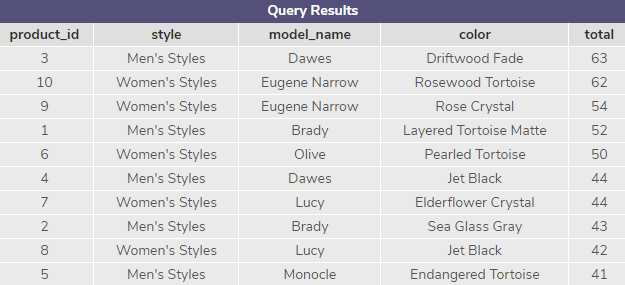 Query Results
product_id style model_name color total
3 Men's Styles Dawes Driftwood Fade 63
10 Women's Styles Eugene Narrow Rosewood Tortoise 62
9 Women's Styles Eugene Narrow Rose Crystal 54
1 Men's Styles Brady Layered Tortoise Matte 52
6 Women's Styles Olive Pearled Tortoise 50
4 Men's Styles Dawes Jet Black 44
7 Women's Styles Lucy Elderflower Crystal 44
2 Men's Styles Brady Sea Glass Gray 43
8 Women's Styles Lucy Jet Black 42
5 Men's Styles Monocle Endangered Tortoise 41